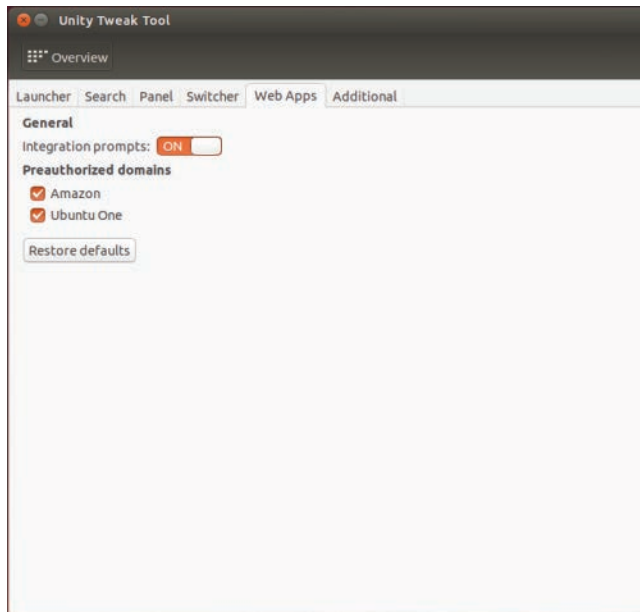 Unity Tweak Tool
Overview
Launcher Search Panel Switcher Web Apps Additional
General
Integration prompts: ON
Preauthorized domains
Amazon
Ubuntu One
Restore defaults